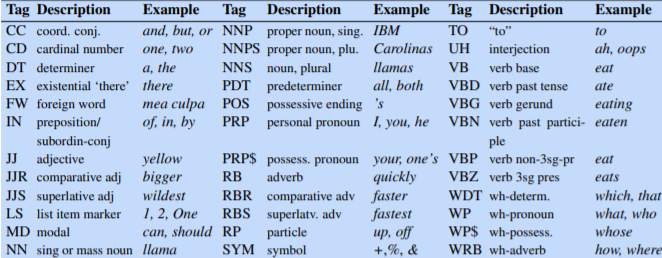 Tag Description Example Tag Description Example Tag Description Example
CC coord. conj. and, but, or NNP proper noun, sing. IBM TO “to” to
CD cardinal number one, two NNPS proper noun, plu. Carolinas UH interjection ah, oops
DT determiner a, the NNS noun, plural llamas VB verb base eat
EX existential ‘there’ there PDT predeterminer all, both VBD verb past tense ate
FW foreign word mea culpa POS possessive ending ’s VBG verb gerund eating
IN preposition/ of, in, by PRP personal pronoun I, you, he VBN verb past partici- eaten
subordin-conj ple
JJ adjective yellow PRP$ possess. pronoun your, one’s VBP verb non-3sg-pr eat
JJR comparative adj bigger RB adverb quickly VBZ verb 3sg pres eats
JJS superlative adj wildest RBR comparative adv faster WDT wh-determ. which, that
LS list item marker 1, 2, One RBS superlatv. adv fastest WP wh-pronoun what, who
MD modal can, should RP particle up, off WP$ wh-possess. whose
NN sing or mass noun llama SYM symbol +,%, & WRB wh-adverb how, where